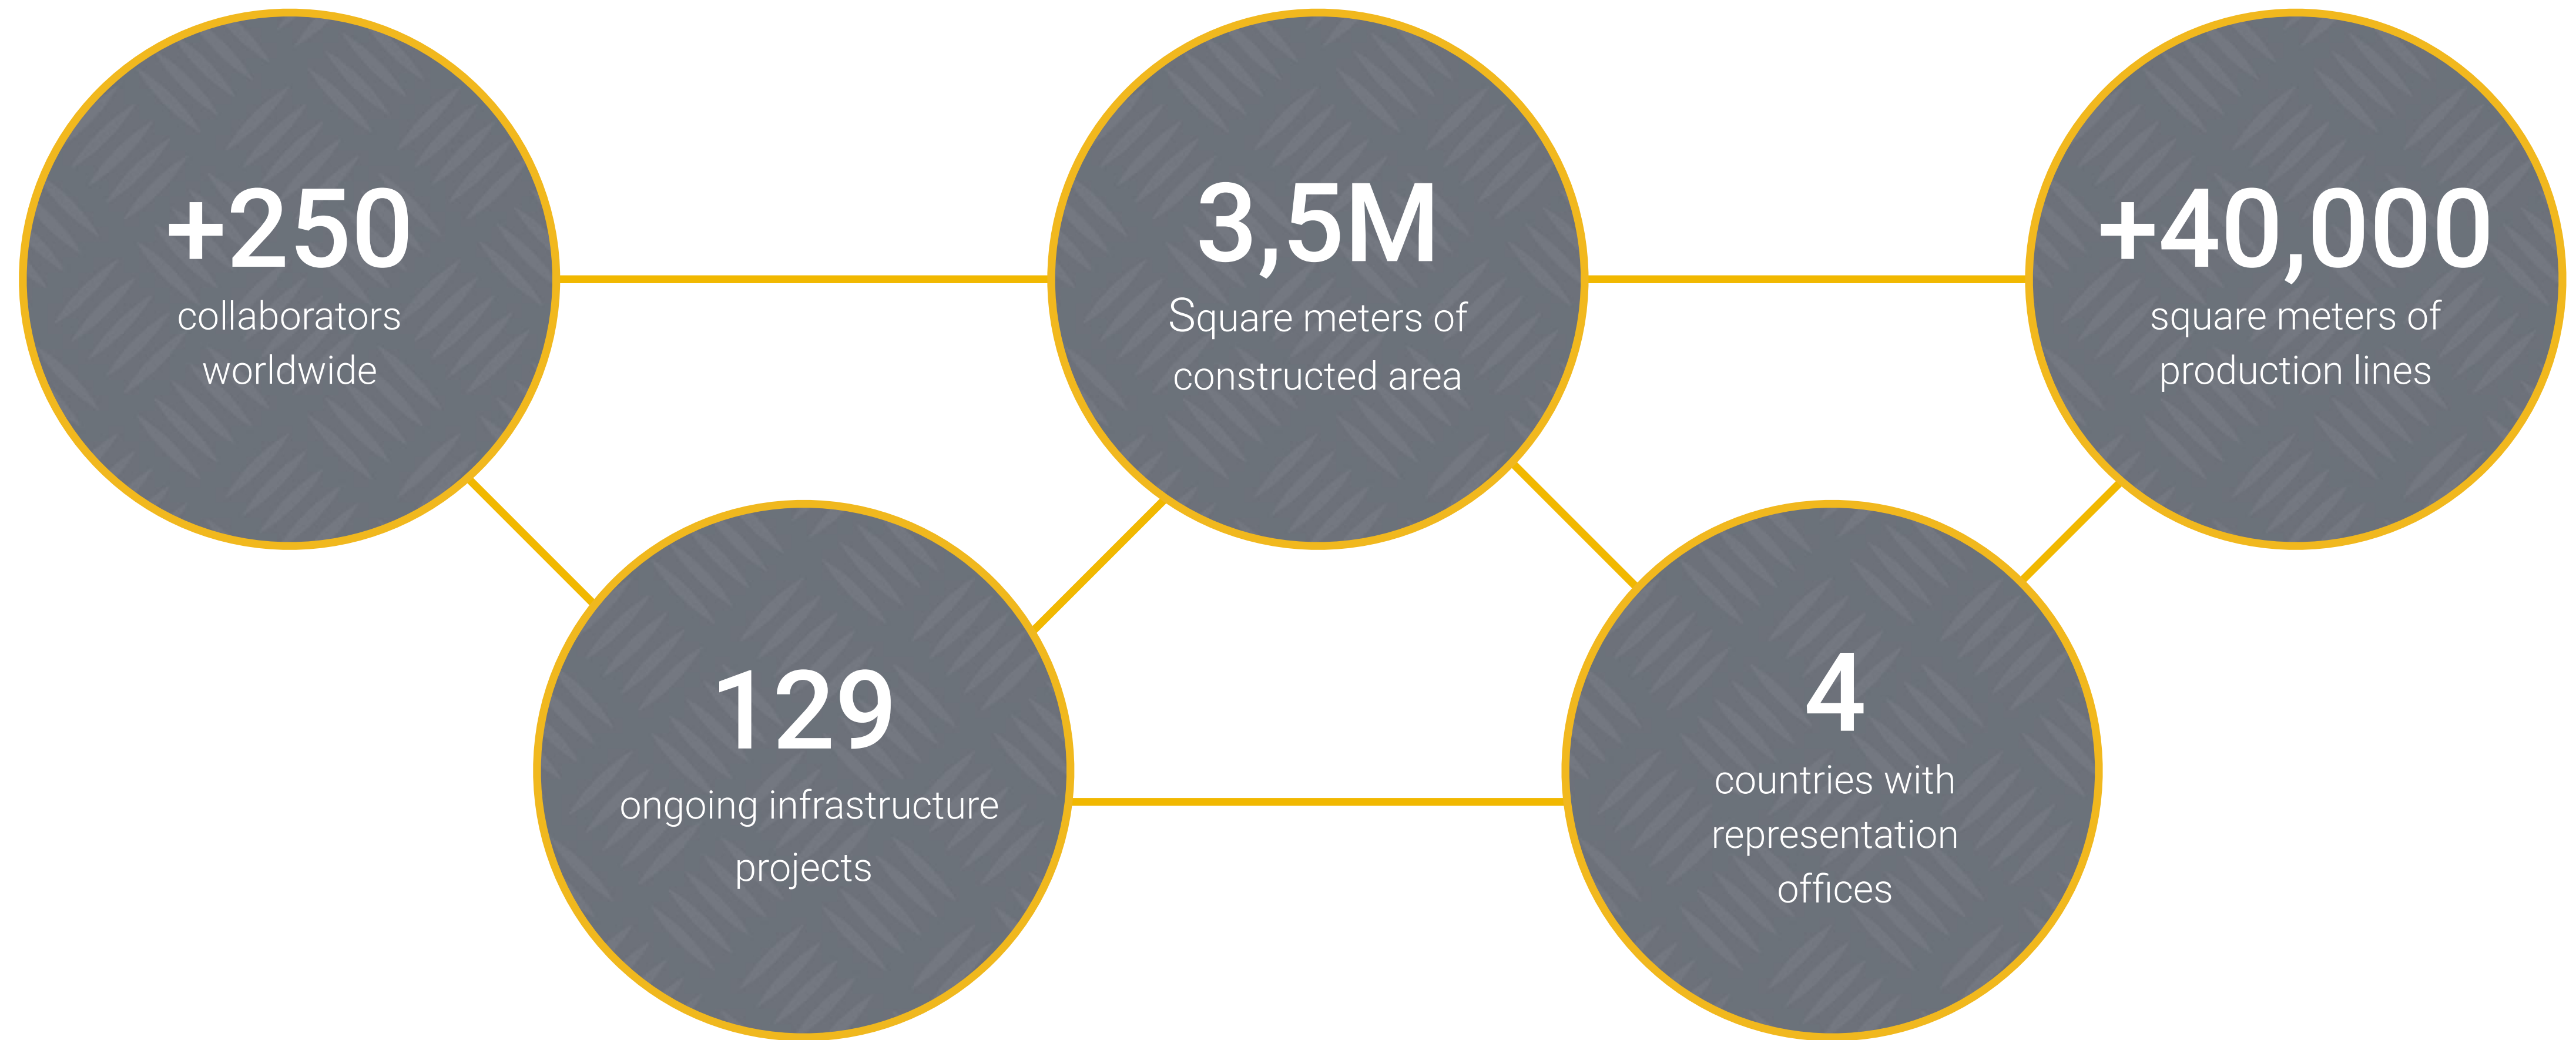 +250
collaborators
worldwide
3,5M
Square meters of
constructed area
+40,000
square meters of
production lines
129
ongoing infrastructure
projects
4
countries with
representation
offices